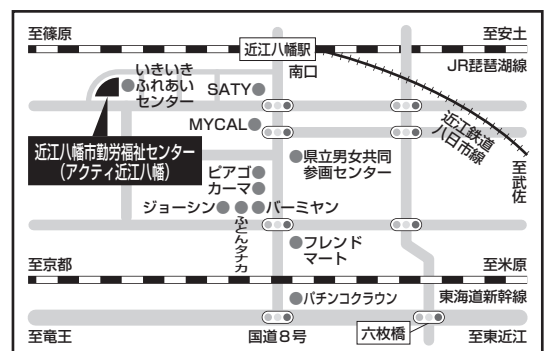 至篠原
近江八幡駅
至安土
JR琵琶湖線
南口
いきいき
ふれあい
センター
SATY
MYCAL
近江鉄道
八日市線
至武佐
近江八幡市勤労福祉センター
（アクティ近江八幡）
県立男女共同
参画センター
ピアゴ
カーマ
ジョーシン
バーミヤン
ふとんタナカ
フレンド
マート
至京都
至米原
パチンコクラウン
東海道新幹線
至竜王
国道8号
六枚橋
至東近江